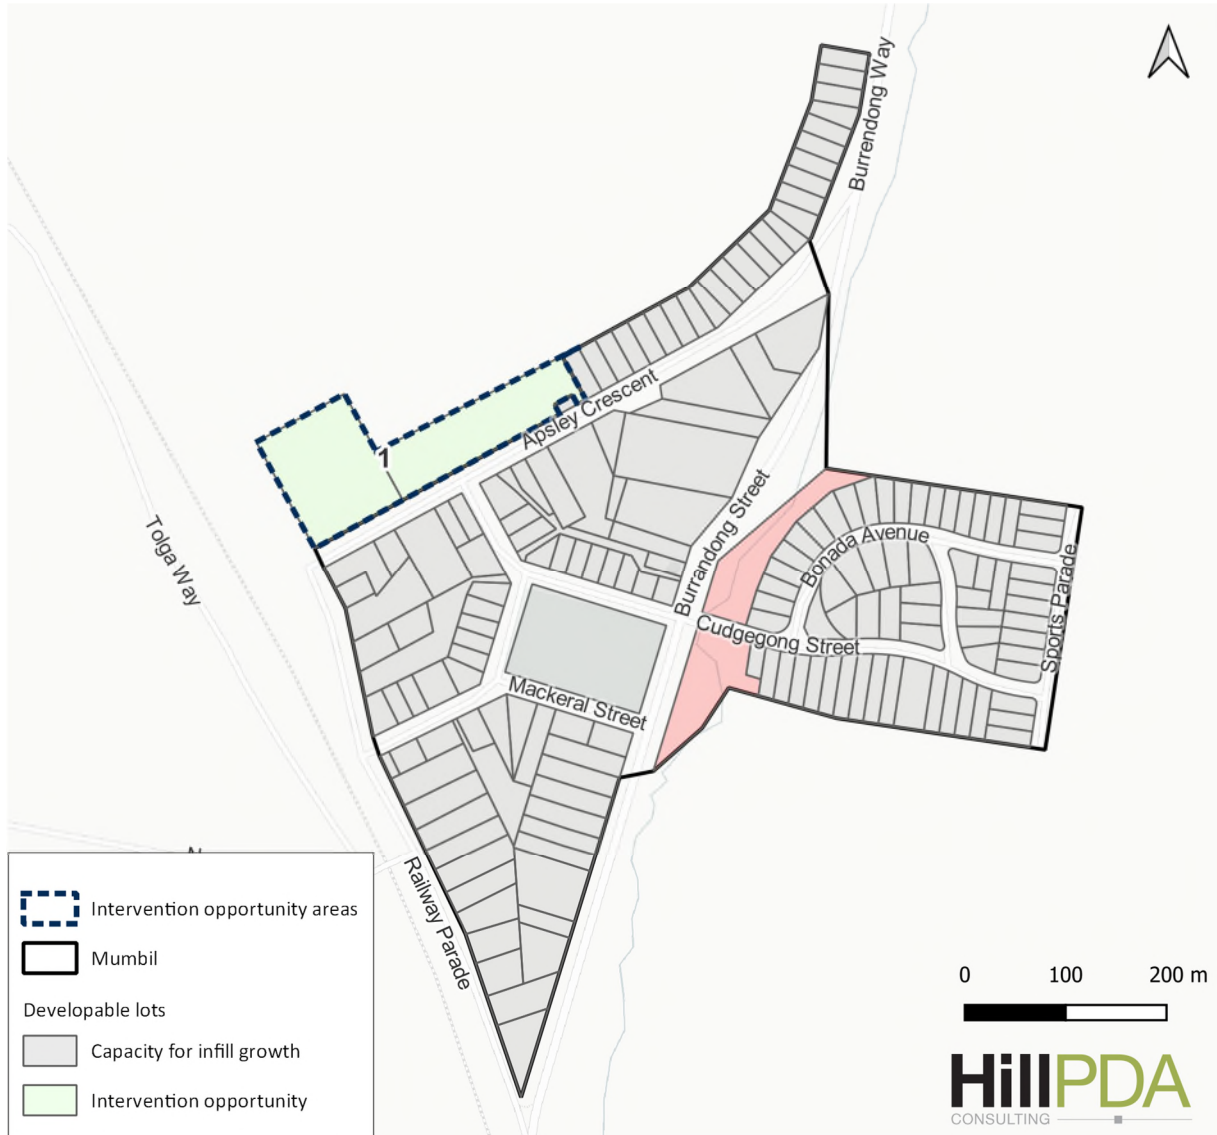 Burrendong Way
Apsley Crescent
1
Burrandong Street
Bonada Avenue
Cudgegong Street
Sports Parade
Tolga Way
Mackeral Street
Railway Parade
Intervention opportunity areas
Mumbil
Developable lots
Capacity for infill growth
Intervention opportunity
0 100 200 m
HillPDA
CONSULTING